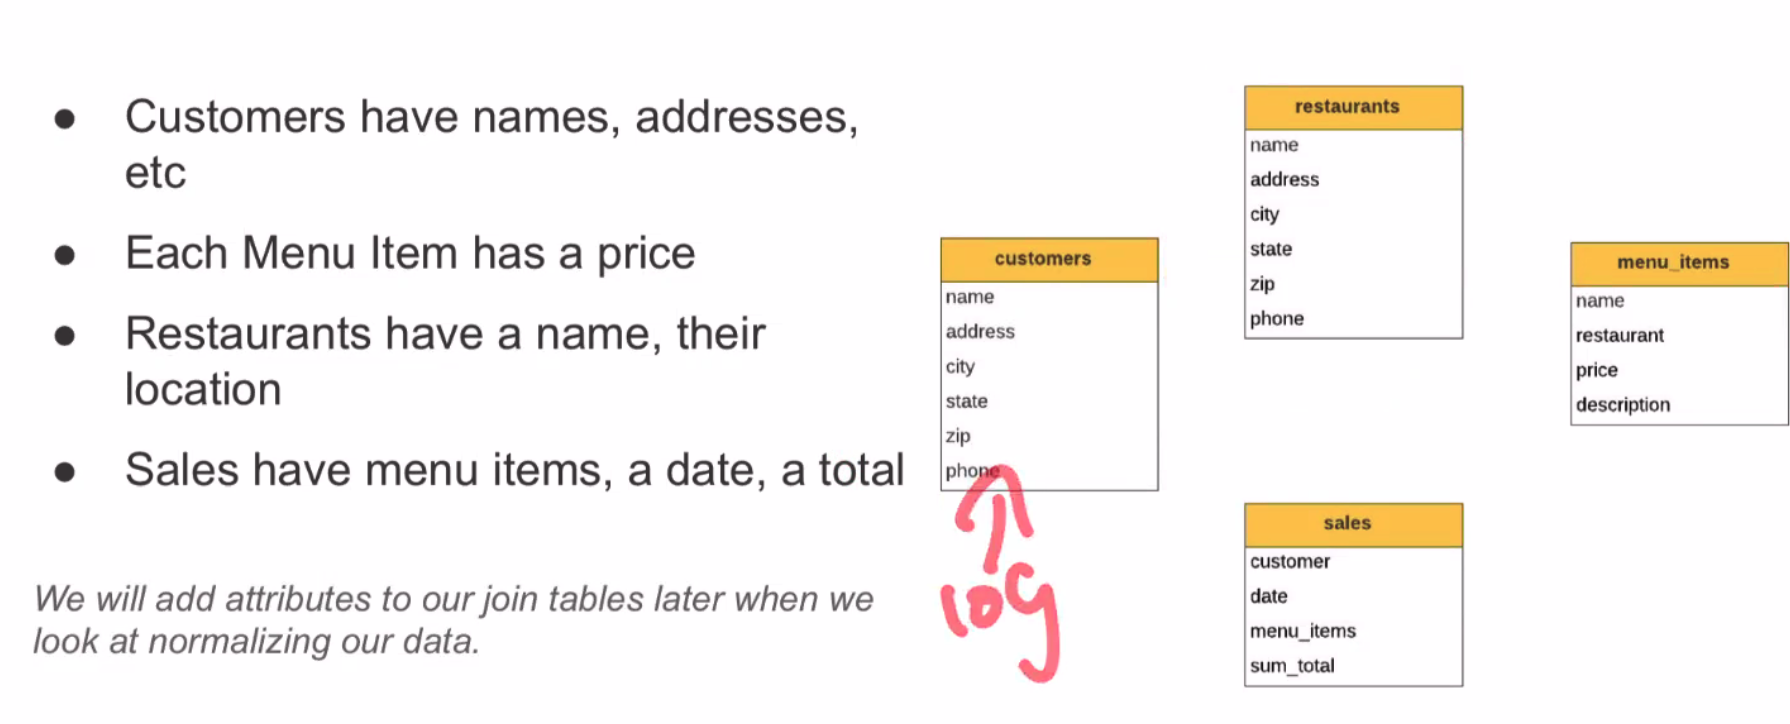 ● Customers have names, addresses,
etc
● Each Menu Item has a price
● Restaurants have a name, their
location
● Sales have menu items, a date, a total
We will add attributes to our join tables later when we
look at normalizing our data.
customers
name
address
city
state
zip
phone
log
restaurants
name
address
city
state
zip
phone
menu_items
name
restaurant
price
description
sales
customer
date
menu_items
sum_total